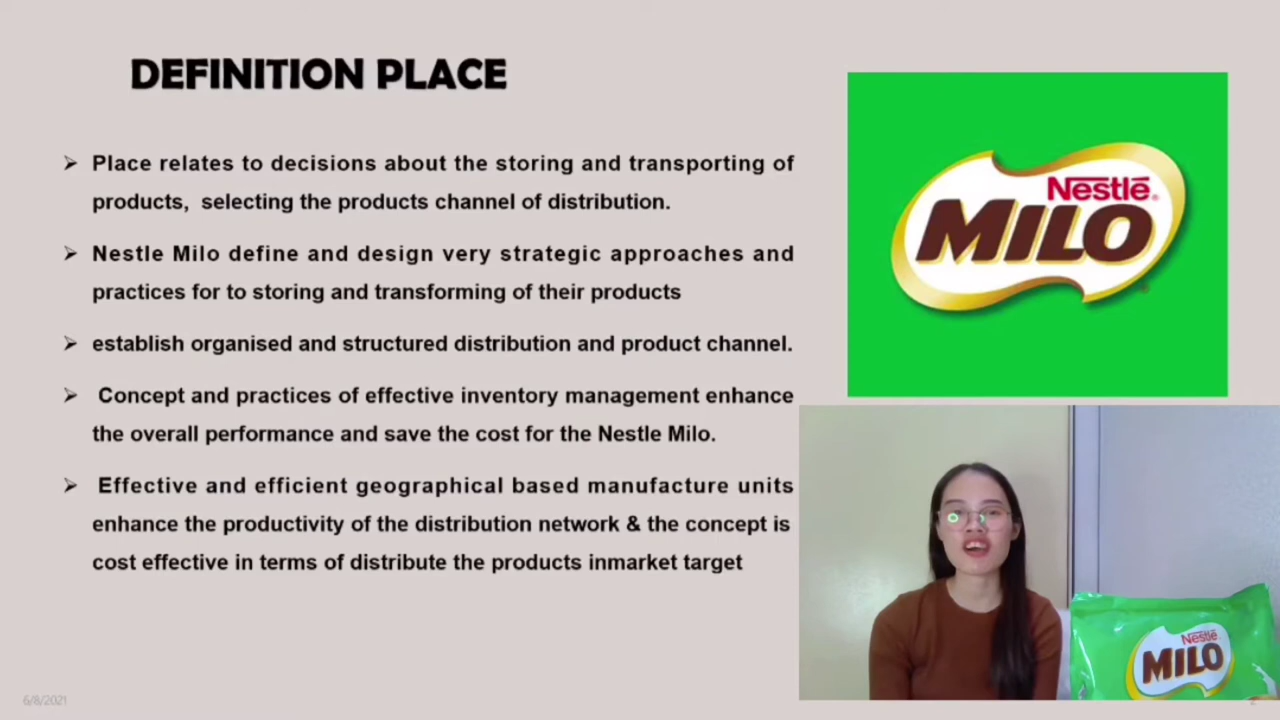 DEFINITION PLACE
➢ Place relates to decisions about the storing and transporting of
products, selecting the products channel of distribution.
➢ Nestle Milo define and design very strategic approaches and
practices for to storing and transforming of their products
➢ establish organised and structured distribution and product channel.
➢ Concept and practices of effective inventory management enhance
the overall performance and save the cost for the Nestle Milo.
➢ Effective and efficient geographical based manufacture units
enhance the productivity of the distribution network & the concept is
cost effective in terms of distribute the products inmarket target
Nestlé®
MILO
Nestlé
MILO
6/8/2021
2